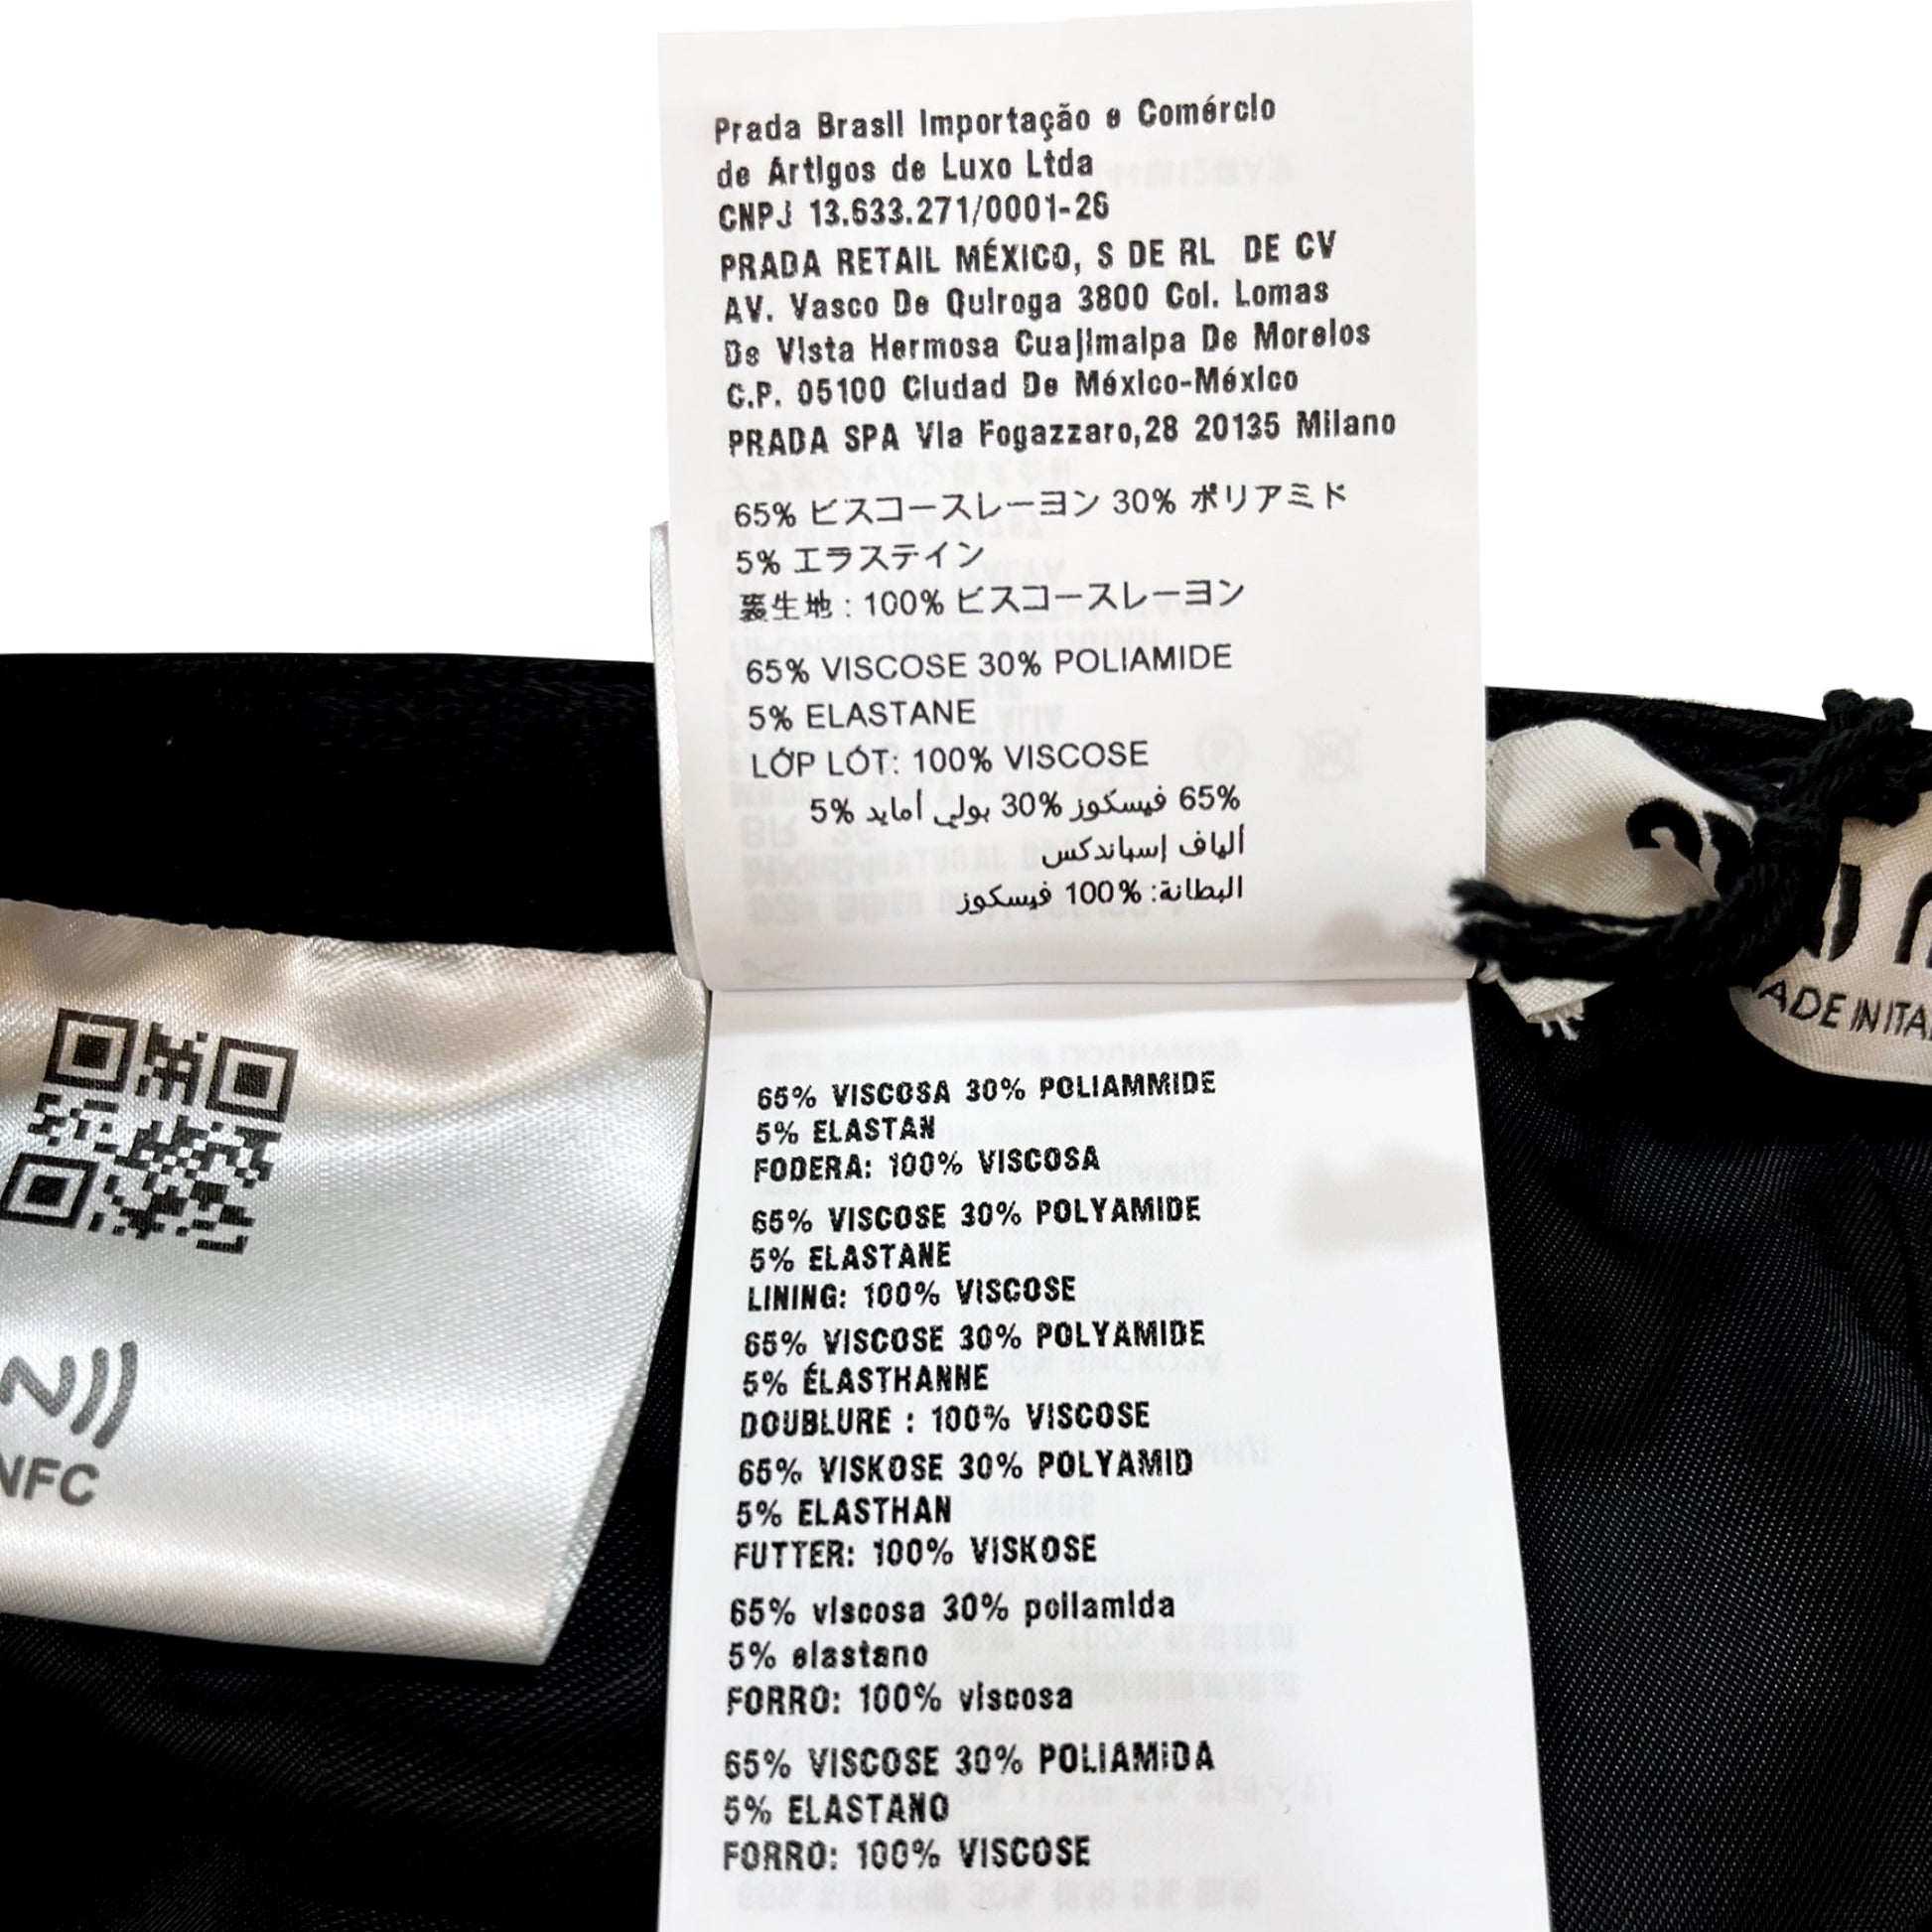 Prada Brasil Importação e Comércio
de Artigos de Luxo Ltda
CNPJ 13.633.271/0001-26
PRADA RETAIL MÉXICO, S DE RL DE CV
AV. Vasco De Quiroga 3800 Col. Lomas
De Vista Hermosa Cuajimalpa De Morelos
C.P. 05100 Ciudad De México-México
PRADA SPA Via Fogazzaro,28 20135 Milano
65% ビスコースレーヨン 30% ポリアミド
5% エラステイン
裏生地 : 100% ビスコースレーヨン
65% VISCOSE 30% POLIAMIDE
5% ELASTANE
LỚP LÓT: 100% VISCOSE
65% فيسكوز 30% بولي أمايد 5%
ألياف إسباندكس
البطانة: 100% فيسكوز
65% VISCOSA 30% POLIAMMIDE
5% ELASTAN
FODERA: 100% VISCOSA
65% VISCOSE 30% POLYAMIDE
5% ELASTANE
LINING: 100% VISCOSE
65% VISCOSE 30% POLYAMIDE
5% ÉLASTHANNE
DOUBLURE : 100% VISCOSE
65% VISKOSE 30% POLYAMID
5% ELASTHAN
FUTTER: 100% VISKOSE
65% viscosa 30% poliamida
5% elastano
FORRO: 100% viscosa
65% VISCOSE 30% POLIAMIDA
5% ELASTANO
FORRO: 100% VISCOSE
NFC
ADE IN ITA